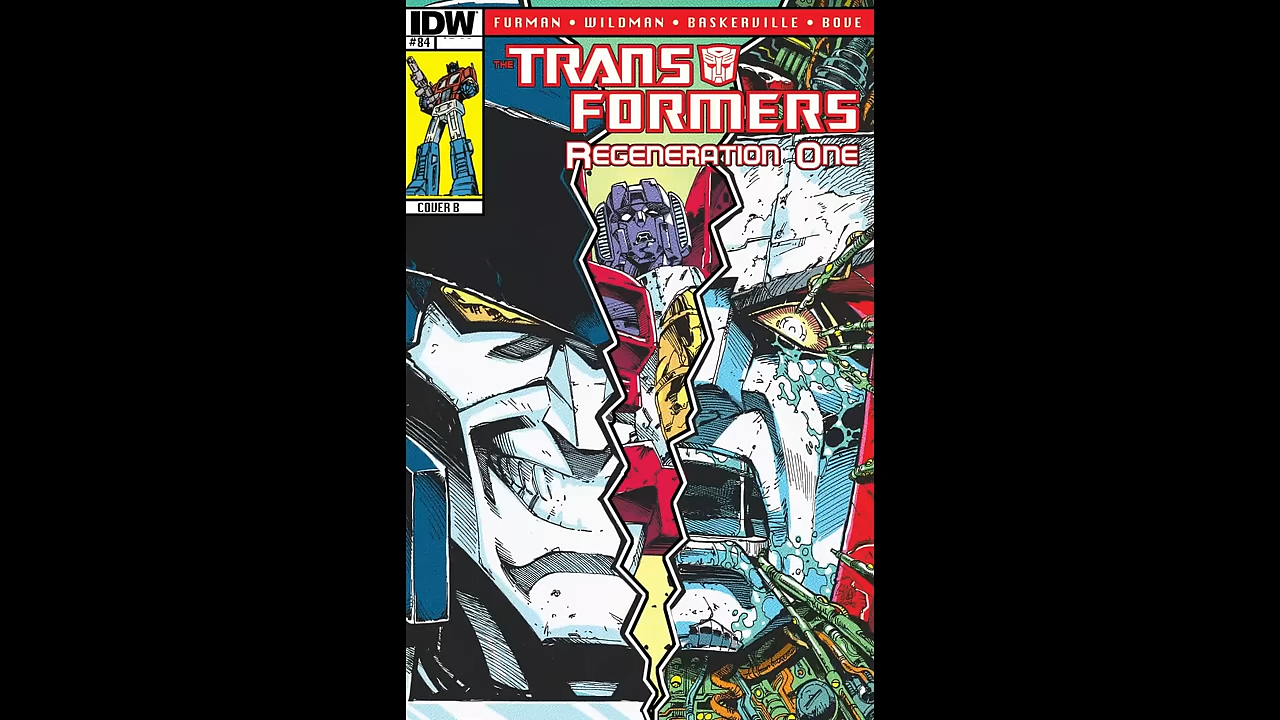 IDW
FURMAN • WILDMAN • BASKERVILLE • BOVE
#84
THE TRANS
FORMERS
REGENERATION ONE
COVER B